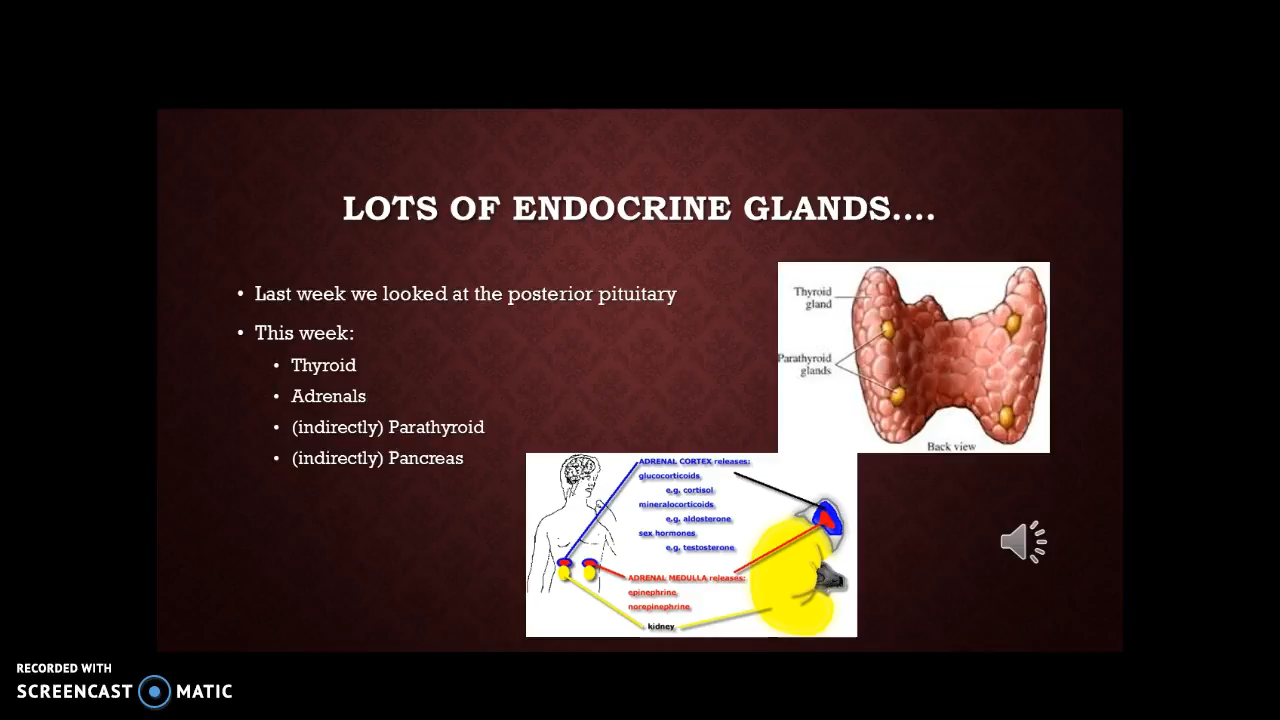 LOTS OF ENDOCRINE GLANDS....
• Last week we looked at the posterior pituitary
• This week:
• Thyroid
• Adrenals
• (indirectly) Parathyroid
• (indirectly) Pancreas
Thyroid
gland
Parathyroid
glands
Back view
ADRENAL CORTEX releases:
glucocorticoids
e.g. cortisol
mineralocorticoids
e.g. aldosterone
sex hormones
e.g. testosterone
ADRENAL MEDULLA releases:
epinephrine
norepinephrine
kidney
RECORDED WITH
SCREENCAST MATIC